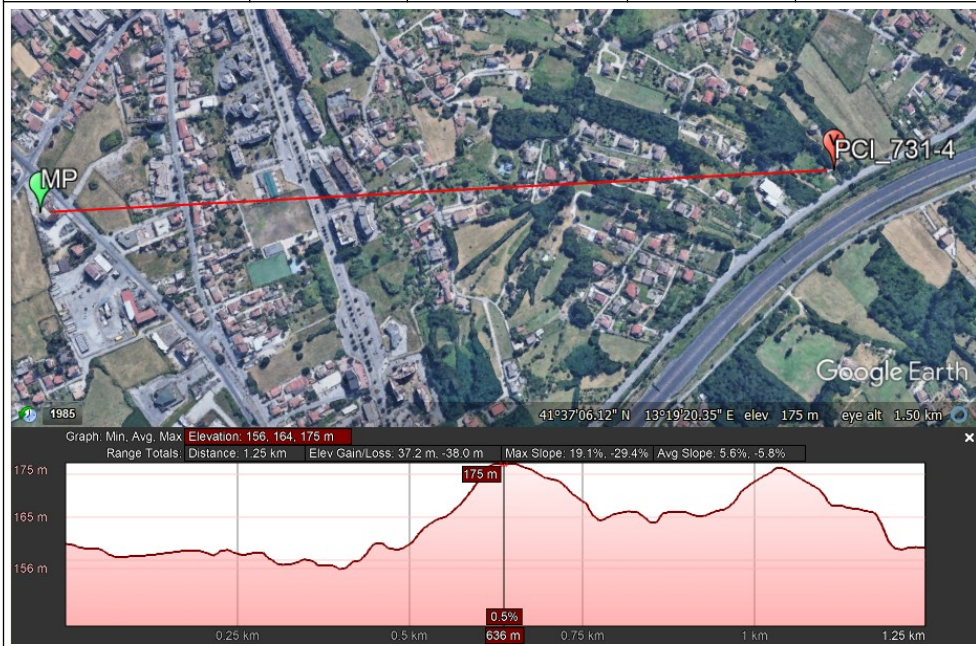 PCI_731-4
MP
Google Earth
1985
41°37'06.12" N 13°19'20.35" E elev 175 m eye alt 1.50 km
Graph: Min, Avg, Max Elevation: 156, 164, 175 m
Range Totals: Distance: 1.25 km Elev Gain/Loss: 37.2 m, -38.0 m Max Slope: 19.1%, -29.4% Avg Slope: 5.6%, -5.8%
175 m
175 m
165 m
156 m
0.5%
0.25 km 0.5 km 636 m 0.75 km 1 km 1.25 km